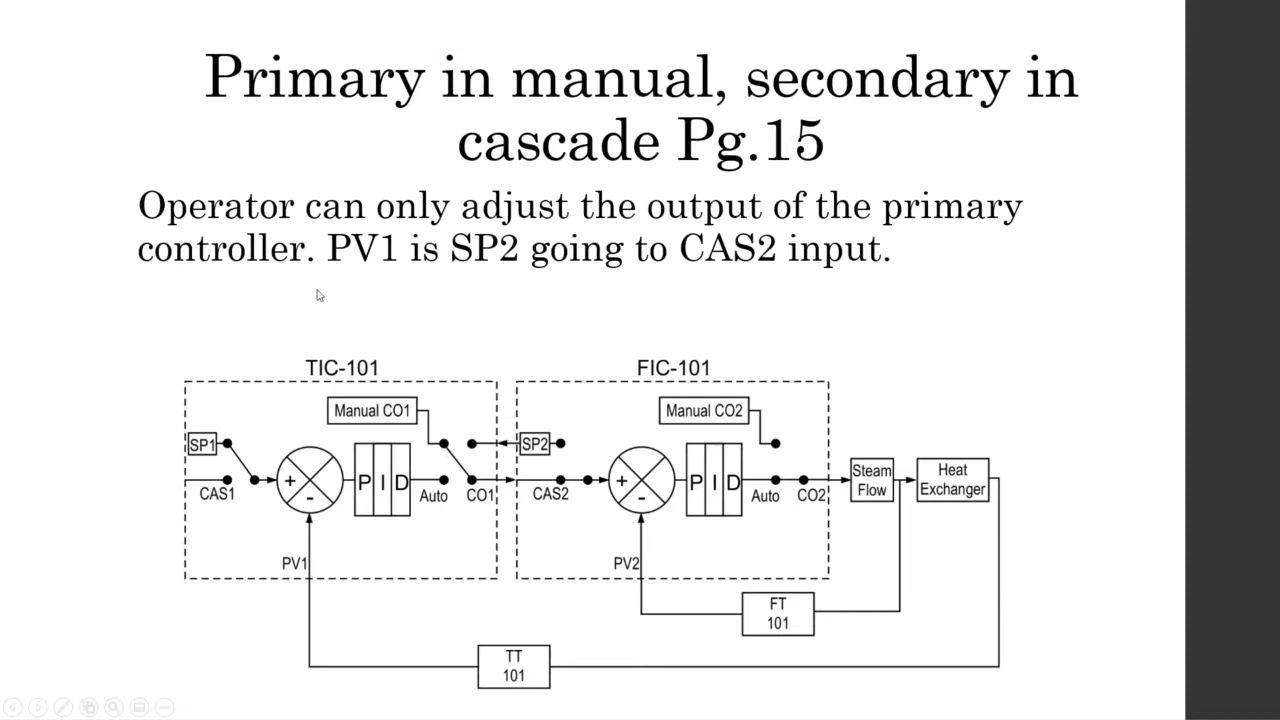 Primary in manual, secondary in
cascade Pg.15
Operator can only adjust the output of the primary
controller. PV1 is SP2 going to CAS2 input.
TIC-101
FIC-101
Manual CO1
Manual CO2
SP1
SP2
+
-
P I D
+
-
P I D
CAS1
Auto
CO1
CAS2
Auto
CO2
Steam
Flow
Heat
Exchanger
PV1
PV2
FT
101
TT
101